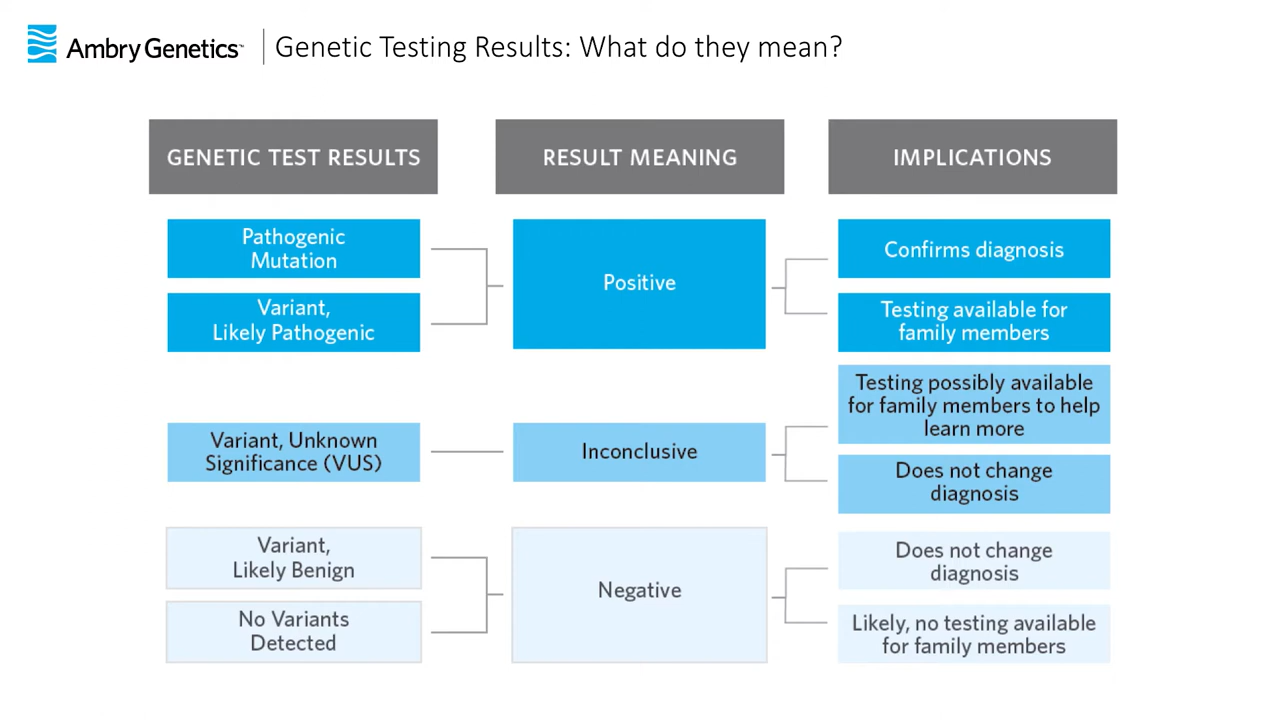 Ambry Genetics™
Genetic Testing Results: What do they mean?
GENETIC TEST RESULTS
RESULT MEANING
IMPLICATIONS
Pathogenic
Mutation
Variant,
Likely Pathogenic
Positive
Confirms diagnosis
Testing available for
family members
Variant, Unknown
Significance (VUS)
Inconclusive
Testing possibly available
for family members to help
learn more
Does not change
diagnosis
Variant,
Likely Benign
No Variants
Detected
Negative
Does not change
diagnosis
Likely, no testing available
for family members